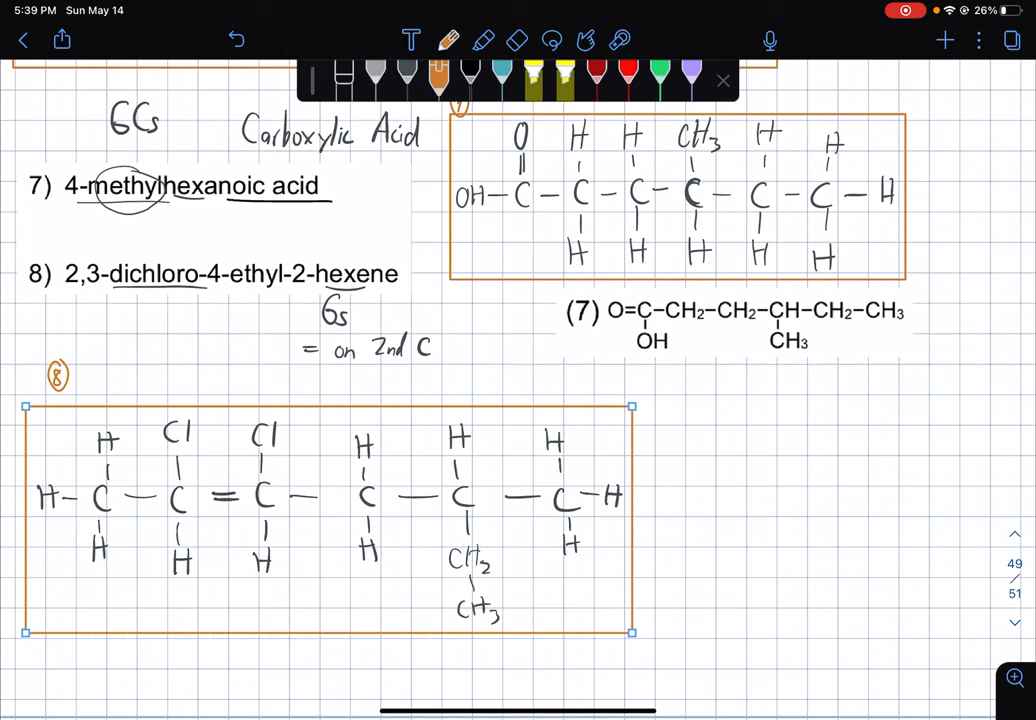 5:39 PM Sun May 14
26%
T
6Cs
Carboxylic Acid
7) 4-methylhexanoic acid
①
O H H CH₃ H H
OH–C – C – C – C – C – C – H
H H H H H
8) 2,3-dichloro-4-ethyl-2-hexene
6s
= on 2nd C
(7) O=C–CH₂–CH₂–CH–CH₂–CH₃
OH CH₃
⑧
H Cl Cl H H H
H–C – C = C – C – C – C–H
H H H H CH₂ H
CH₃
49
/
51